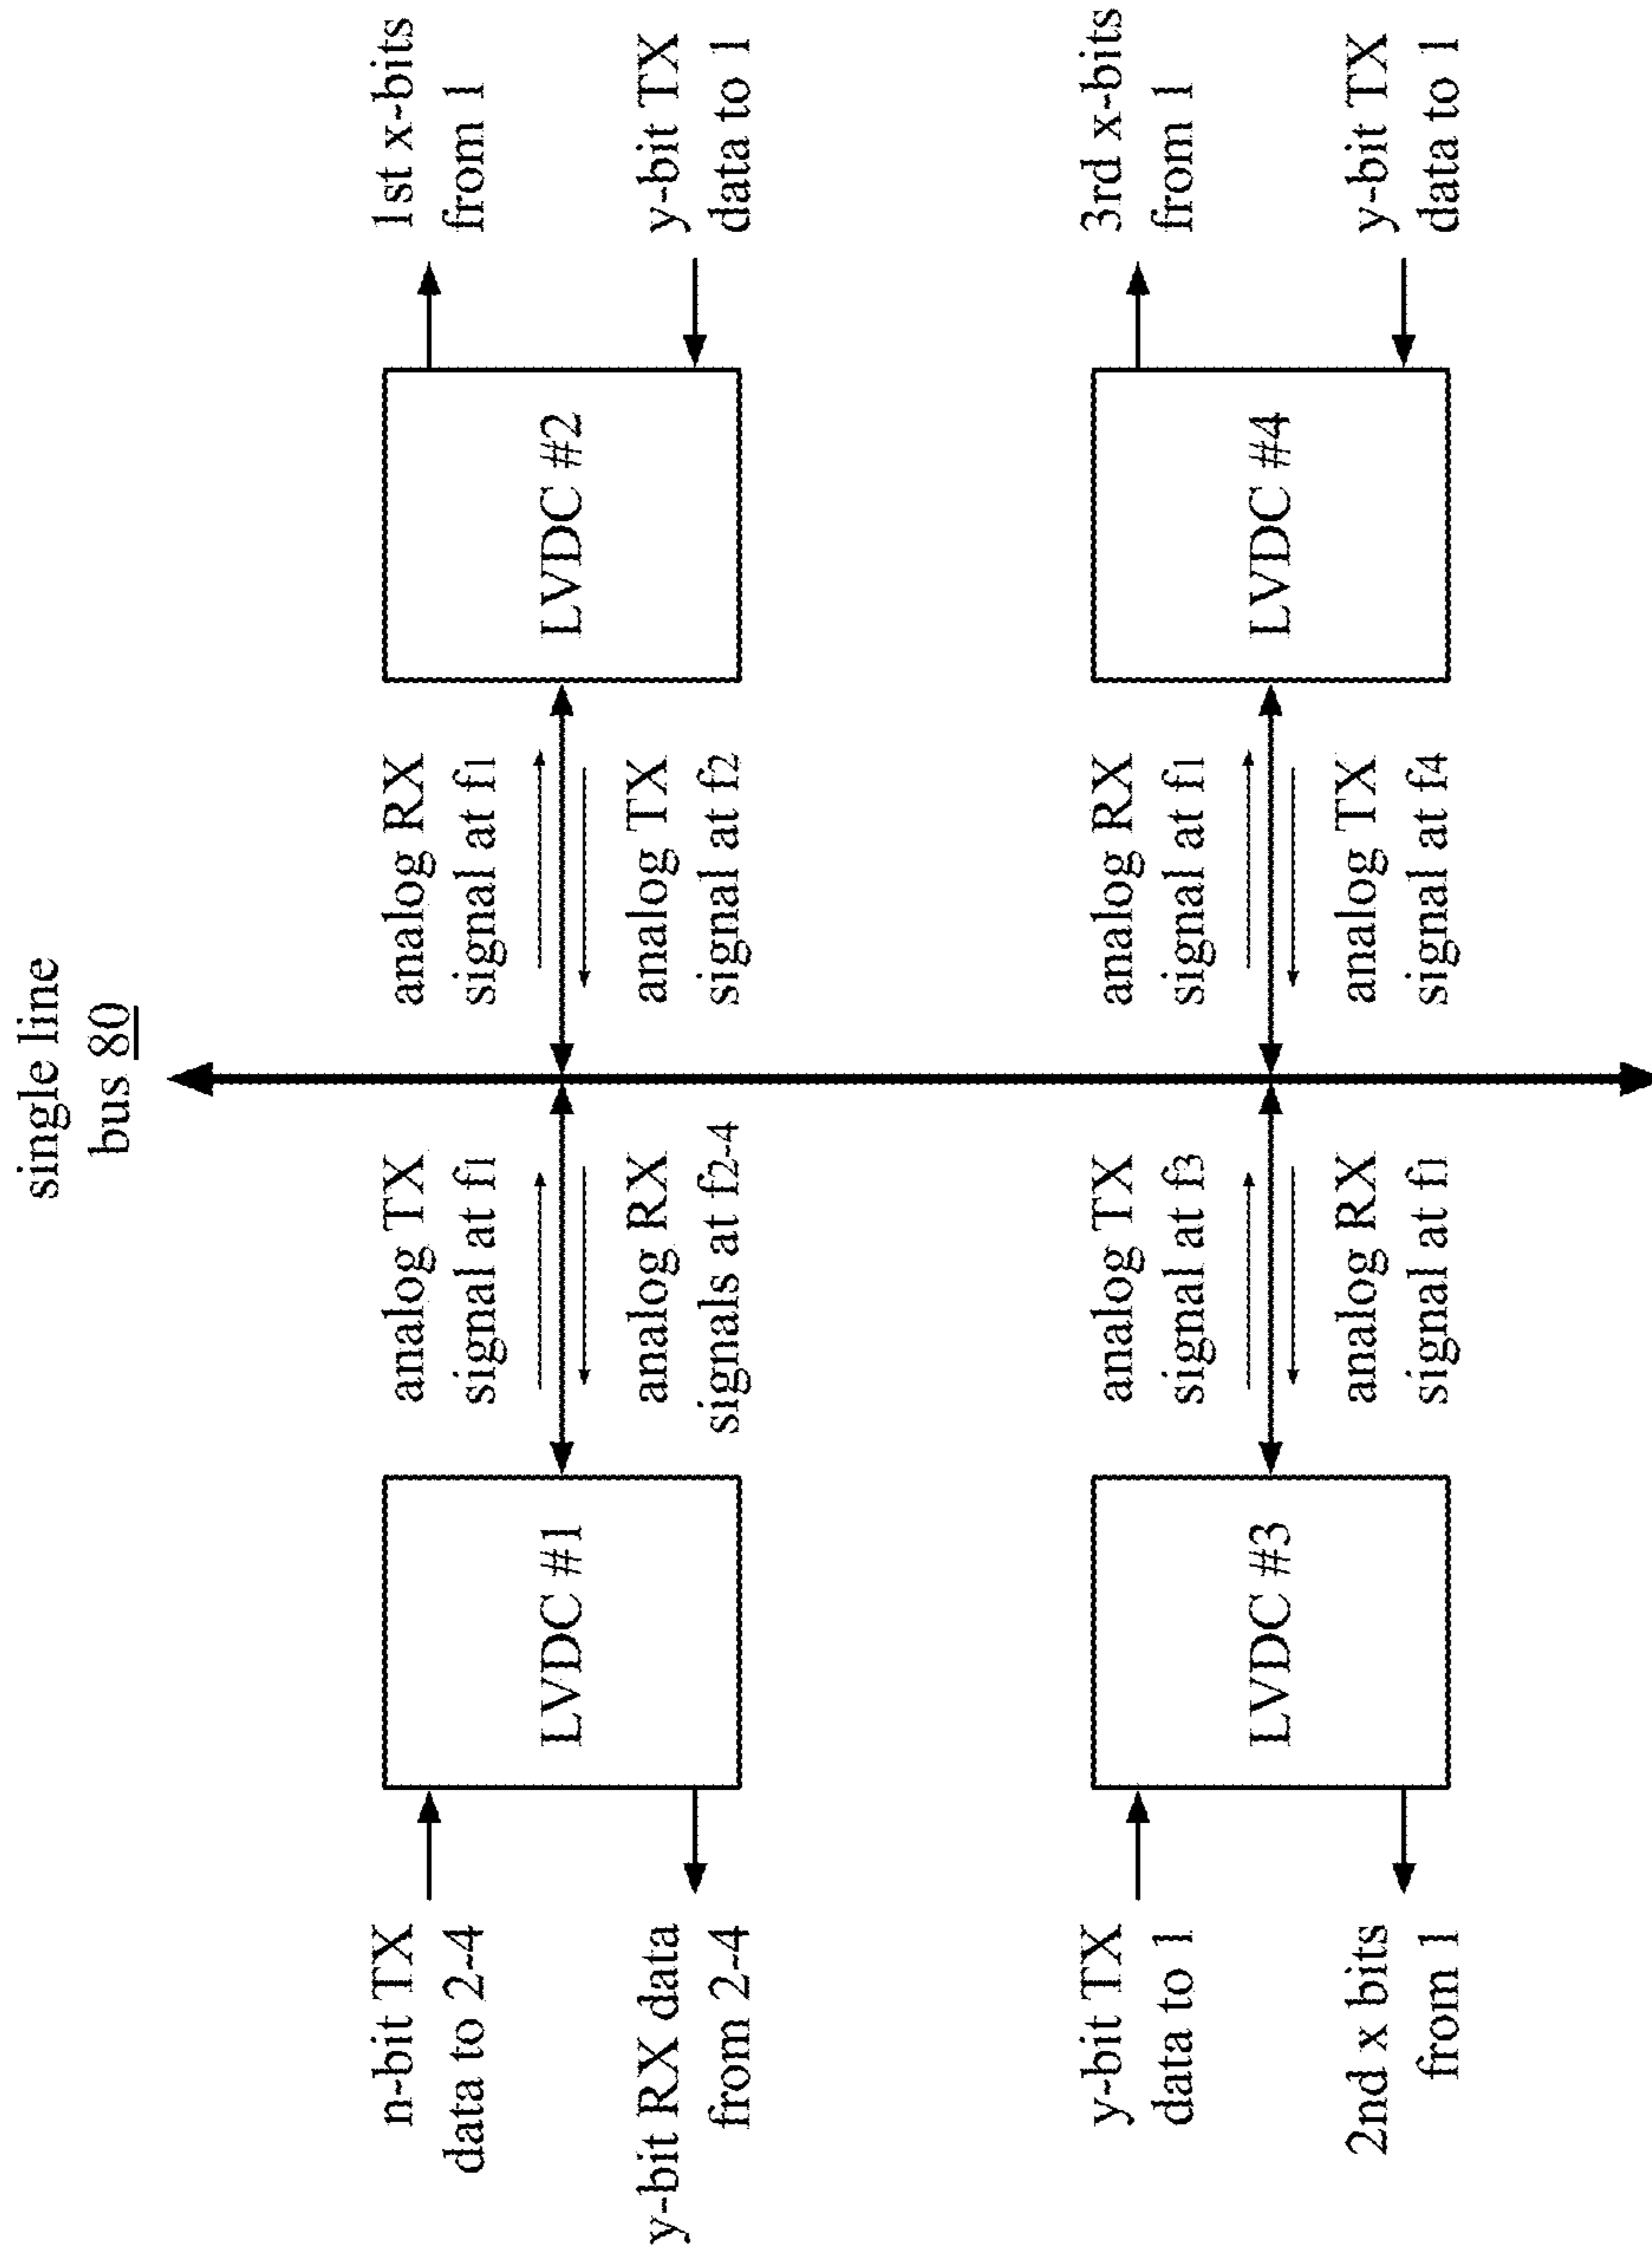 single line
bus 80
n-bit TX
data to 2-4
y-bit RX data
from 2-4
LVDC #1
analog TX
signal at f1
analog RX
signals at f2-4
analog RX
signal at f1
analog TX
signal at f2
LVDC #2
1st x-bits
from 1
y-bit TX
data to 1
y-bit TX
data to 1
2nd x bits
from 1
LVDC #3
analog TX
signal at f3
analog RX
signal at f1
analog RX
signal at f1
analog TX
signal at f4
LVDC #4
3rd x-bits
from 1
y-bit TX
data to 1